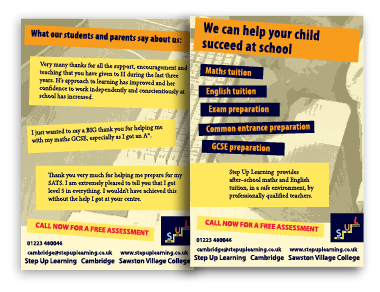 What our students and parents say about us:
Very many thanks for all the support, encouragement and
teaching that you have given to H during the last three
years. H's approach to learning has improved and her
confidence to work independently and conscientiously at
school has increased.
I just wanted to say a BIG thank you for helping me
with my maths GCSE, especially as I got an A*.
Thank you very much for helping me prepare for my
SATS. I am extremely pleased to tell you that I got
level 5 in everything. I wouldn't have achieved this
without the help I got at your centre.
CALL NOW FOR A FREE ASSESSMENT
01223 480046
cambridge@stepuplearning.co.uk www.stepuplearning.co.uk
Step Up Learning Cambridge Sawston Village College
We can help your child
succeed at school
Maths tuition
English tuition
Exam preparation
Common entrance preparation
GCSE preparation
Step Up Learning provides
after-school maths and English
tuition, in a safe environment, by
professionally qualified teachers.
CALL NOW FOR A FREE ASSESSMENT
STEP
UP
01223 480046
cambridge@stepuplearning.co.uk www.stepuplearning.co.uk
Step Up Learning Cambridge Sawston Village College